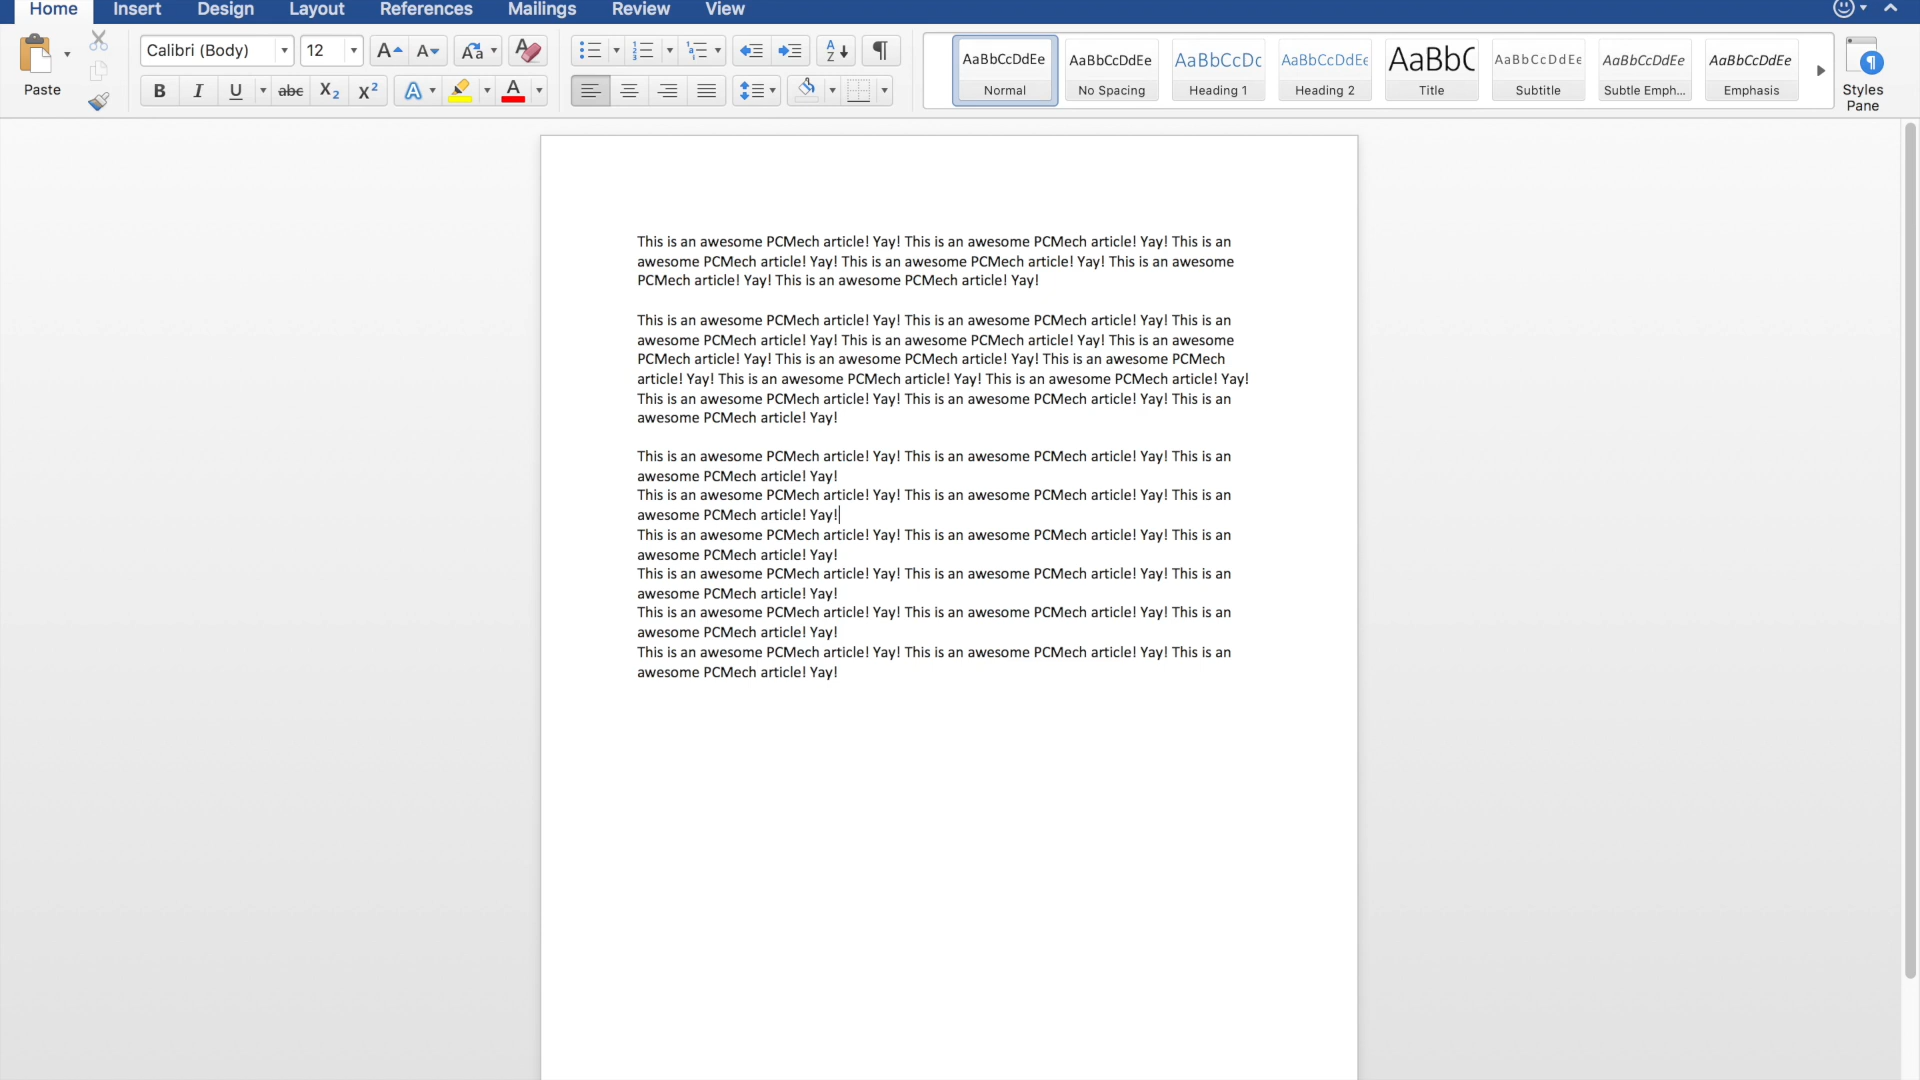 Home Insert Design Layout References Mailings Review View
Calibri (Body) 12 A A Aa A
Paste
B I U abc X2 X2 A A
AaBbCcDdEe AaBbCcDdEe AaBbCcDc AaBbCcDdEe AaBbC AaBbCcDdEe AaBbCcDdEe AaBbCcDdEe
Normal No Spacing Heading 1 Heading 2 Title Subtitle Subtle Emph... Emphasis
Styles
Pane
This is an awesome PCMech article! Yay! This is an awesome PCMech article! Yay! This is an
awesome PCMech article! Yay! This is an awesome PCMech article! Yay! This is an awesome
PCMech article! Yay! This is an awesome PCMech article! Yay!
This is an awesome PCMech article! Yay! This is an awesome PCMech article! Yay! This is an
awesome PCMech article! Yay! This is an awesome PCMech article! Yay! This is an awesome
PCMech article! Yay! This is an awesome PCMech article! Yay! This is an awesome PCMech
article! Yay! This is an awesome PCMech article! Yay! This is an awesome PCMech article! Yay!
This is an awesome PCMech article! Yay! This is an awesome PCMech article! Yay! This is an
awesome PCMech article! Yay!
This is an awesome PCMech article! Yay! This is an awesome PCMech article! Yay! This is an
awesome PCMech article! Yay!
This is an awesome PCMech article! Yay! This is an awesome PCMech article! Yay! This is an
awesome PCMech article! Yay!
This is an awesome PCMech article! Yay! This is an awesome PCMech article! Yay! This is an
awesome PCMech article! Yay!
This is an awesome PCMech article! Yay! This is an awesome PCMech article! Yay! This is an
awesome PCMech article! Yay!
This is an awesome PCMech article! Yay! This is an awesome PCMech article! Yay! This is an
awesome PCMech article! Yay!
This is an awesome PCMech article! Yay! This is an awesome PCMech article! Yay! This is an
awesome PCMech article! Yay!